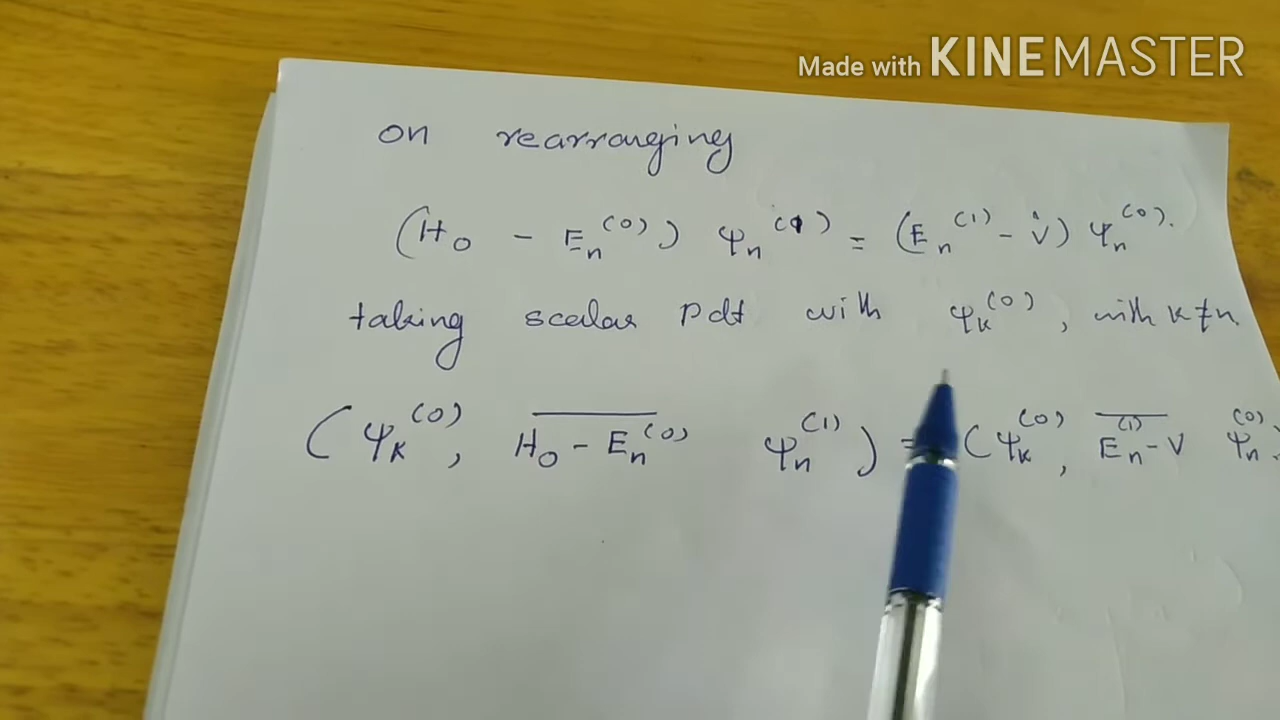 Made with KINEMASTER
on rearranging
(H₀ - Eₙ⁽⁰⁾) ψₙ⁽¹⁾ = (Eₙ⁽¹⁾ - V) ψₙ⁽⁰⁾.
taking scalar pdt with ψₖ⁽⁰⁾, with k≠n
(ψₖ⁽⁰⁾, H₀ - Eₙ⁽⁰⁾ ψₙ⁽¹⁾) = (ψₖ⁽⁰⁾, Eₙ⁽¹⁾ - V ψₙ⁽⁰⁾)